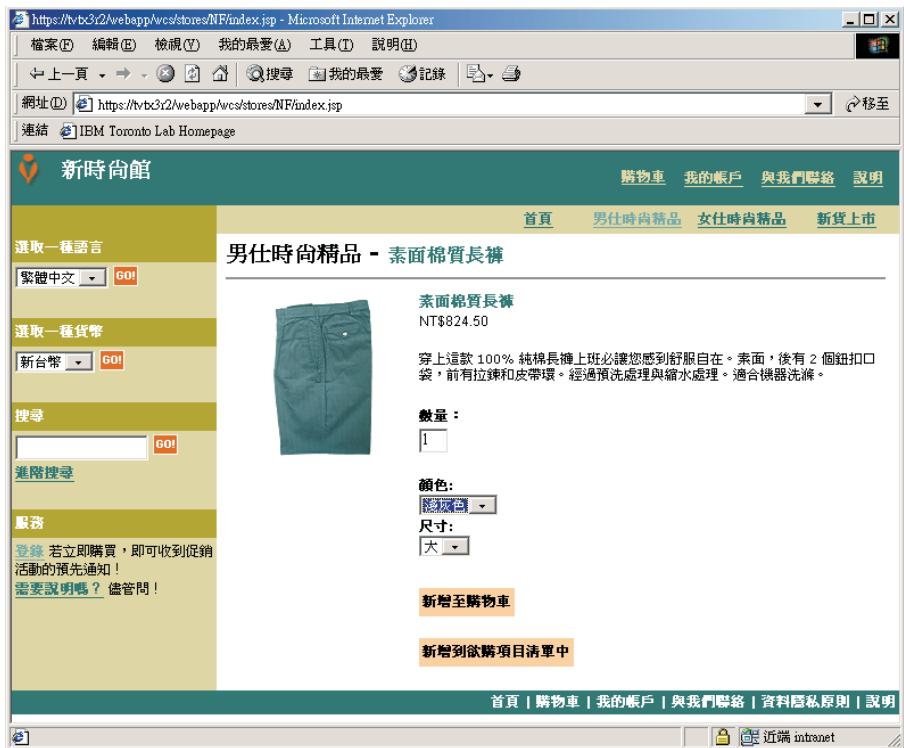 https://tvtx3r2/webapp/wcs/stores/NF/index.jsp - Microsoft Internet Explorer
檔案(F) 編輯(E) 檢視(V) 我的最愛(A) 工具(T) 說明(H)
上一頁 搜尋 我的最愛 記錄
網址(D) https://tvtx3r2/webapp/wcs/stores/NF/index.jsp 移至
連結 IBM Toronto Lab Homepage
新時尚館
購物車 我的帳戶 與我們聯絡 說明
首頁 男仕時尚精品 女仕時尚精品 新貨上市
選取一種語言
繁體中文 GO!
選取一種貨幣
新台幣 GO!
搜尋
GO!
進階搜尋
服務
登錄 若立即購買,即可收到促銷
活動的預先通知!
需要說明嗎? 儘管問!
男仕時尚精品 - 素面棉質長褲
素面棉質長褲
NT$824.50
穿上這款 100% 純棉長褲上班必讓您感到舒服自在。素面,後有 2 個鈕扣口
袋,前有拉鍊和皮帶環。經過預洗處理與縮水處理。適合機器洗滌。
數量:
1
顏色:
尺寸:
大
新增至購物車
新增到欲購項目清單中
首頁 | 購物車 | 我的帳戶 | 與我們聯絡 | 資料隱私原則 | 說明
近端 intranet